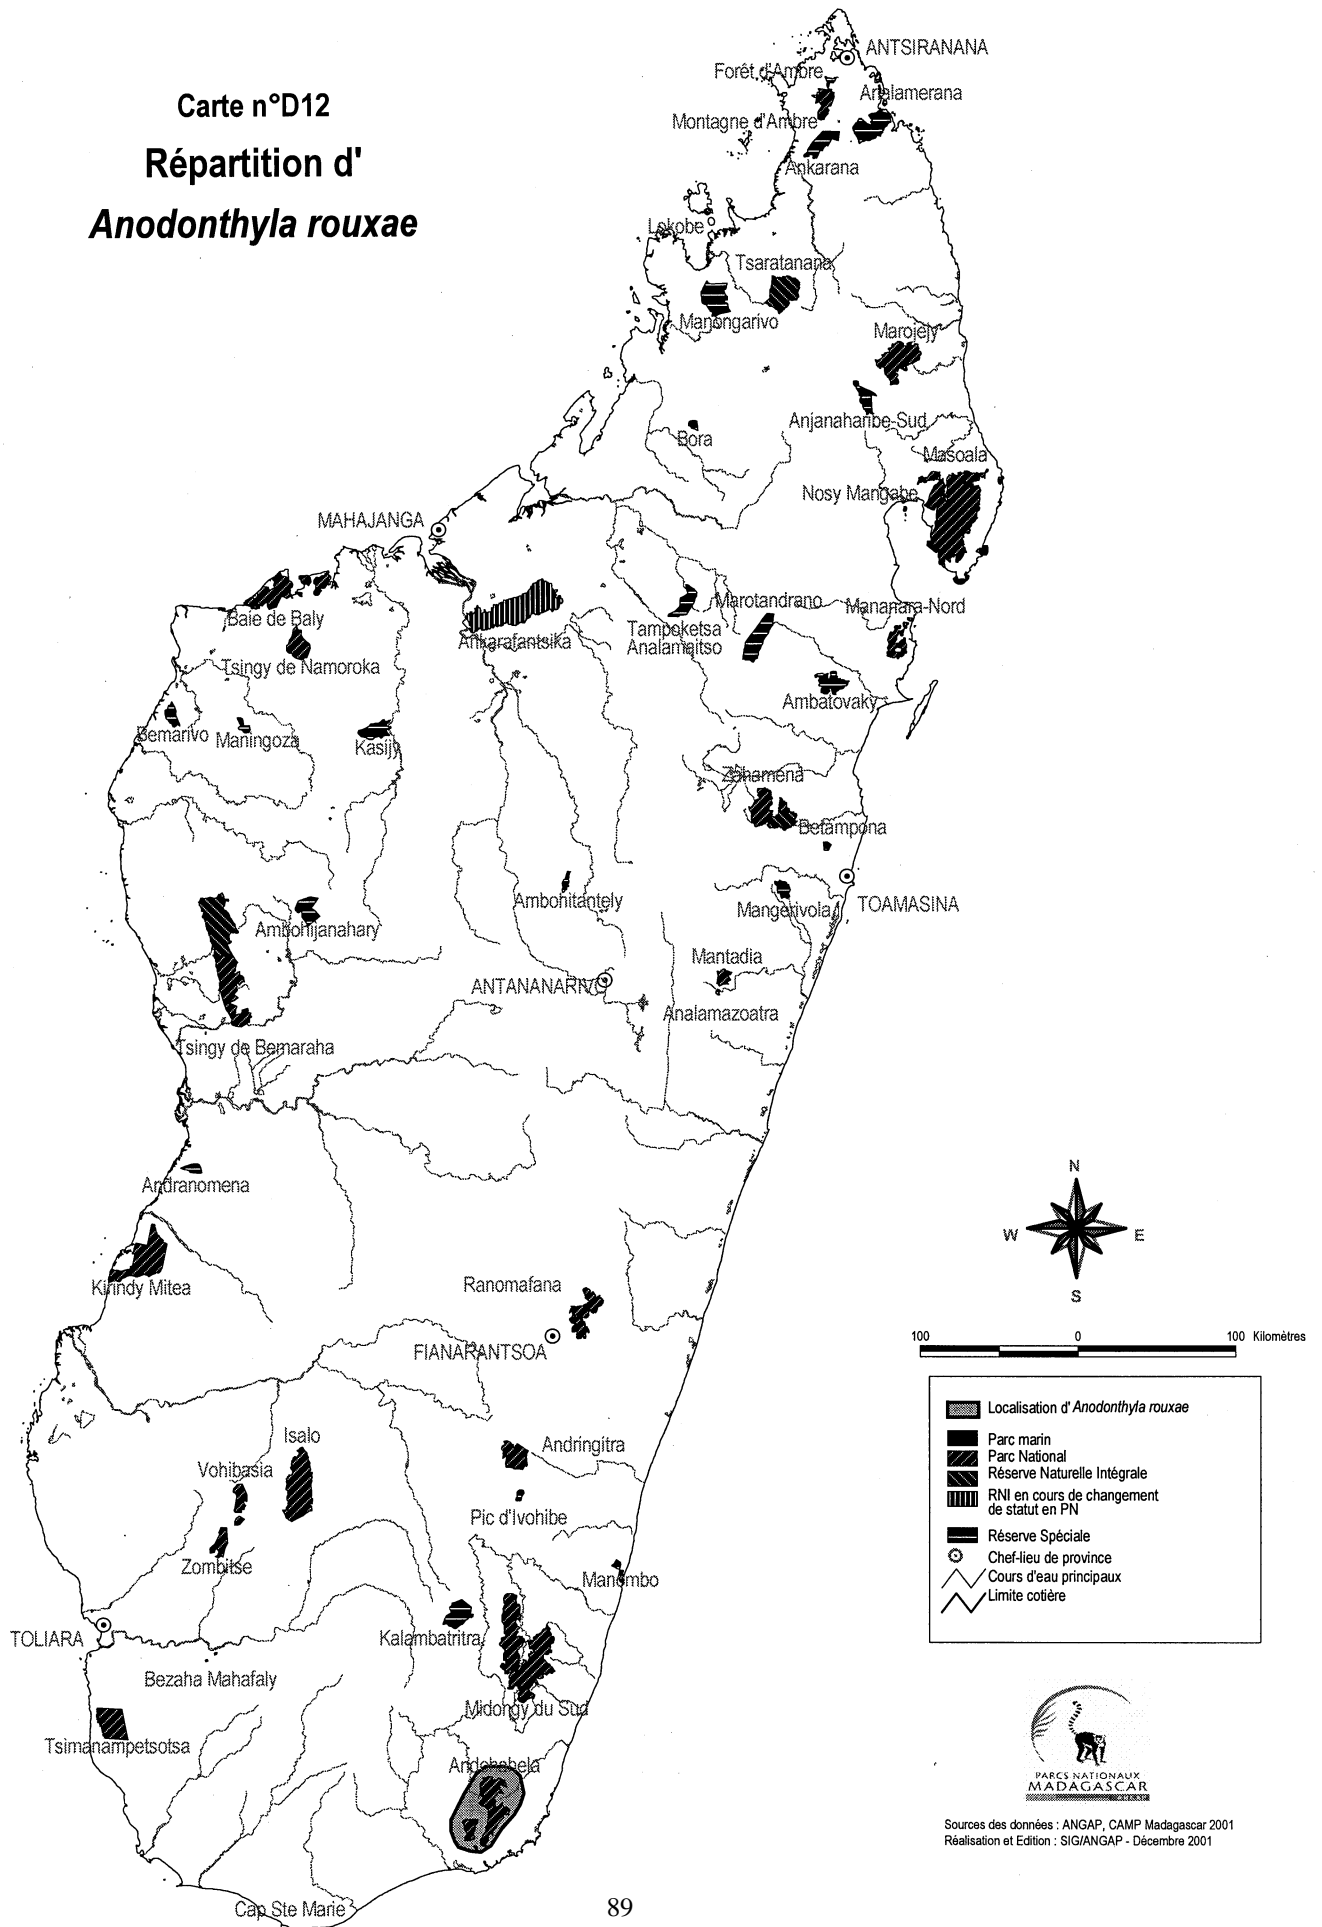 Carte n°D12
Répartition d'
Anodonthyla rouxae
ANTSIRANANA
Forêt d'Ambre
Analamerana
Montagne d'Ambre
Ankarana
Lokobe
Tsaratanana
Manongarivo
Marojejy
Anjanaharibe-Sud
Bora
Masoala
Nosy Mangabe
MAHAJANGA
Baie de Baly
Ankarafantsika
Tampoketsa
Analamaitso
Marotandrano
Mananara-Nord
Tsingy de Namoroka
Ambatovaky
Bemarivo
Maningoza
Kasijy
Zahamena
Betampona
Ambohitantely
Mangerivola
TOAMASINA
Ambohijanahary
Mantadia
ANTANANARIVO
Analamazoatra
Tsingy de Bemaraha
Andranomena
N
W
E
S
Kirindy Mitea
Ranomafana
FIANARANTSOA
100
0
100 Kilomètres
Localisation d' Anodonthyla rouxae
Parc marin
Parc National
Réserve Naturelle Intégrale
RNI en cours de changement
de statut en PN
Réserve Spéciale
Chef-lieu de province
Cours d'eau principaux
Limite cotière
Isalo
Andringitra
Vohibasia
Pic d'Ivohibe
Zombitse
Manombo
TOLIARA
Kalambatritra
Bezaha Mahafaly
Midongy du Sud
Tsimanampetsotsa
Andohahela
PARCS NATIONAUX
MADAGASCAR
ANGAP
Sources des données : ANGAP, CAMP Madagascar 2001
Réalisation et Edition : SIG/ANGAP - Décembre 2001
Cap Ste Marie
89